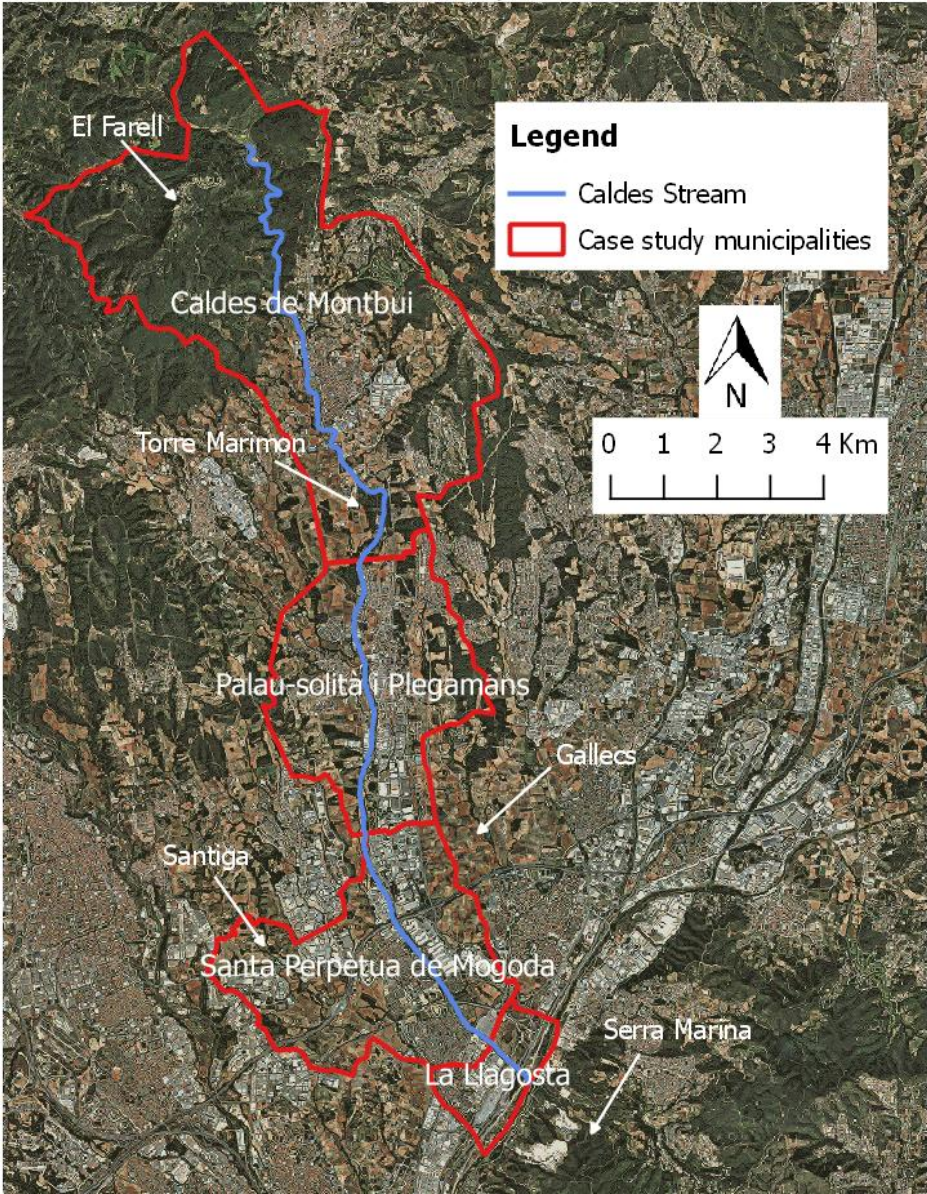 El Farell
Legend
Caldes Stream
Case study municipalities
Caldes de Montbui
N
0 1 2 3 4 Km
Torre Marimon
Palau-solità i Plegamans
Gallecs
Santiga
Santa Perpètua de Mogoda
Serra Marina
La Llagosta